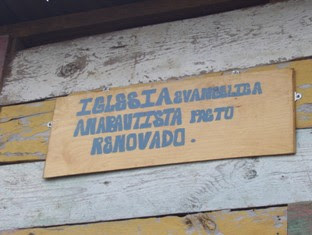 IGLESIA EVANGELICA
ANABAUTISTA PACTO
RENOVADO.